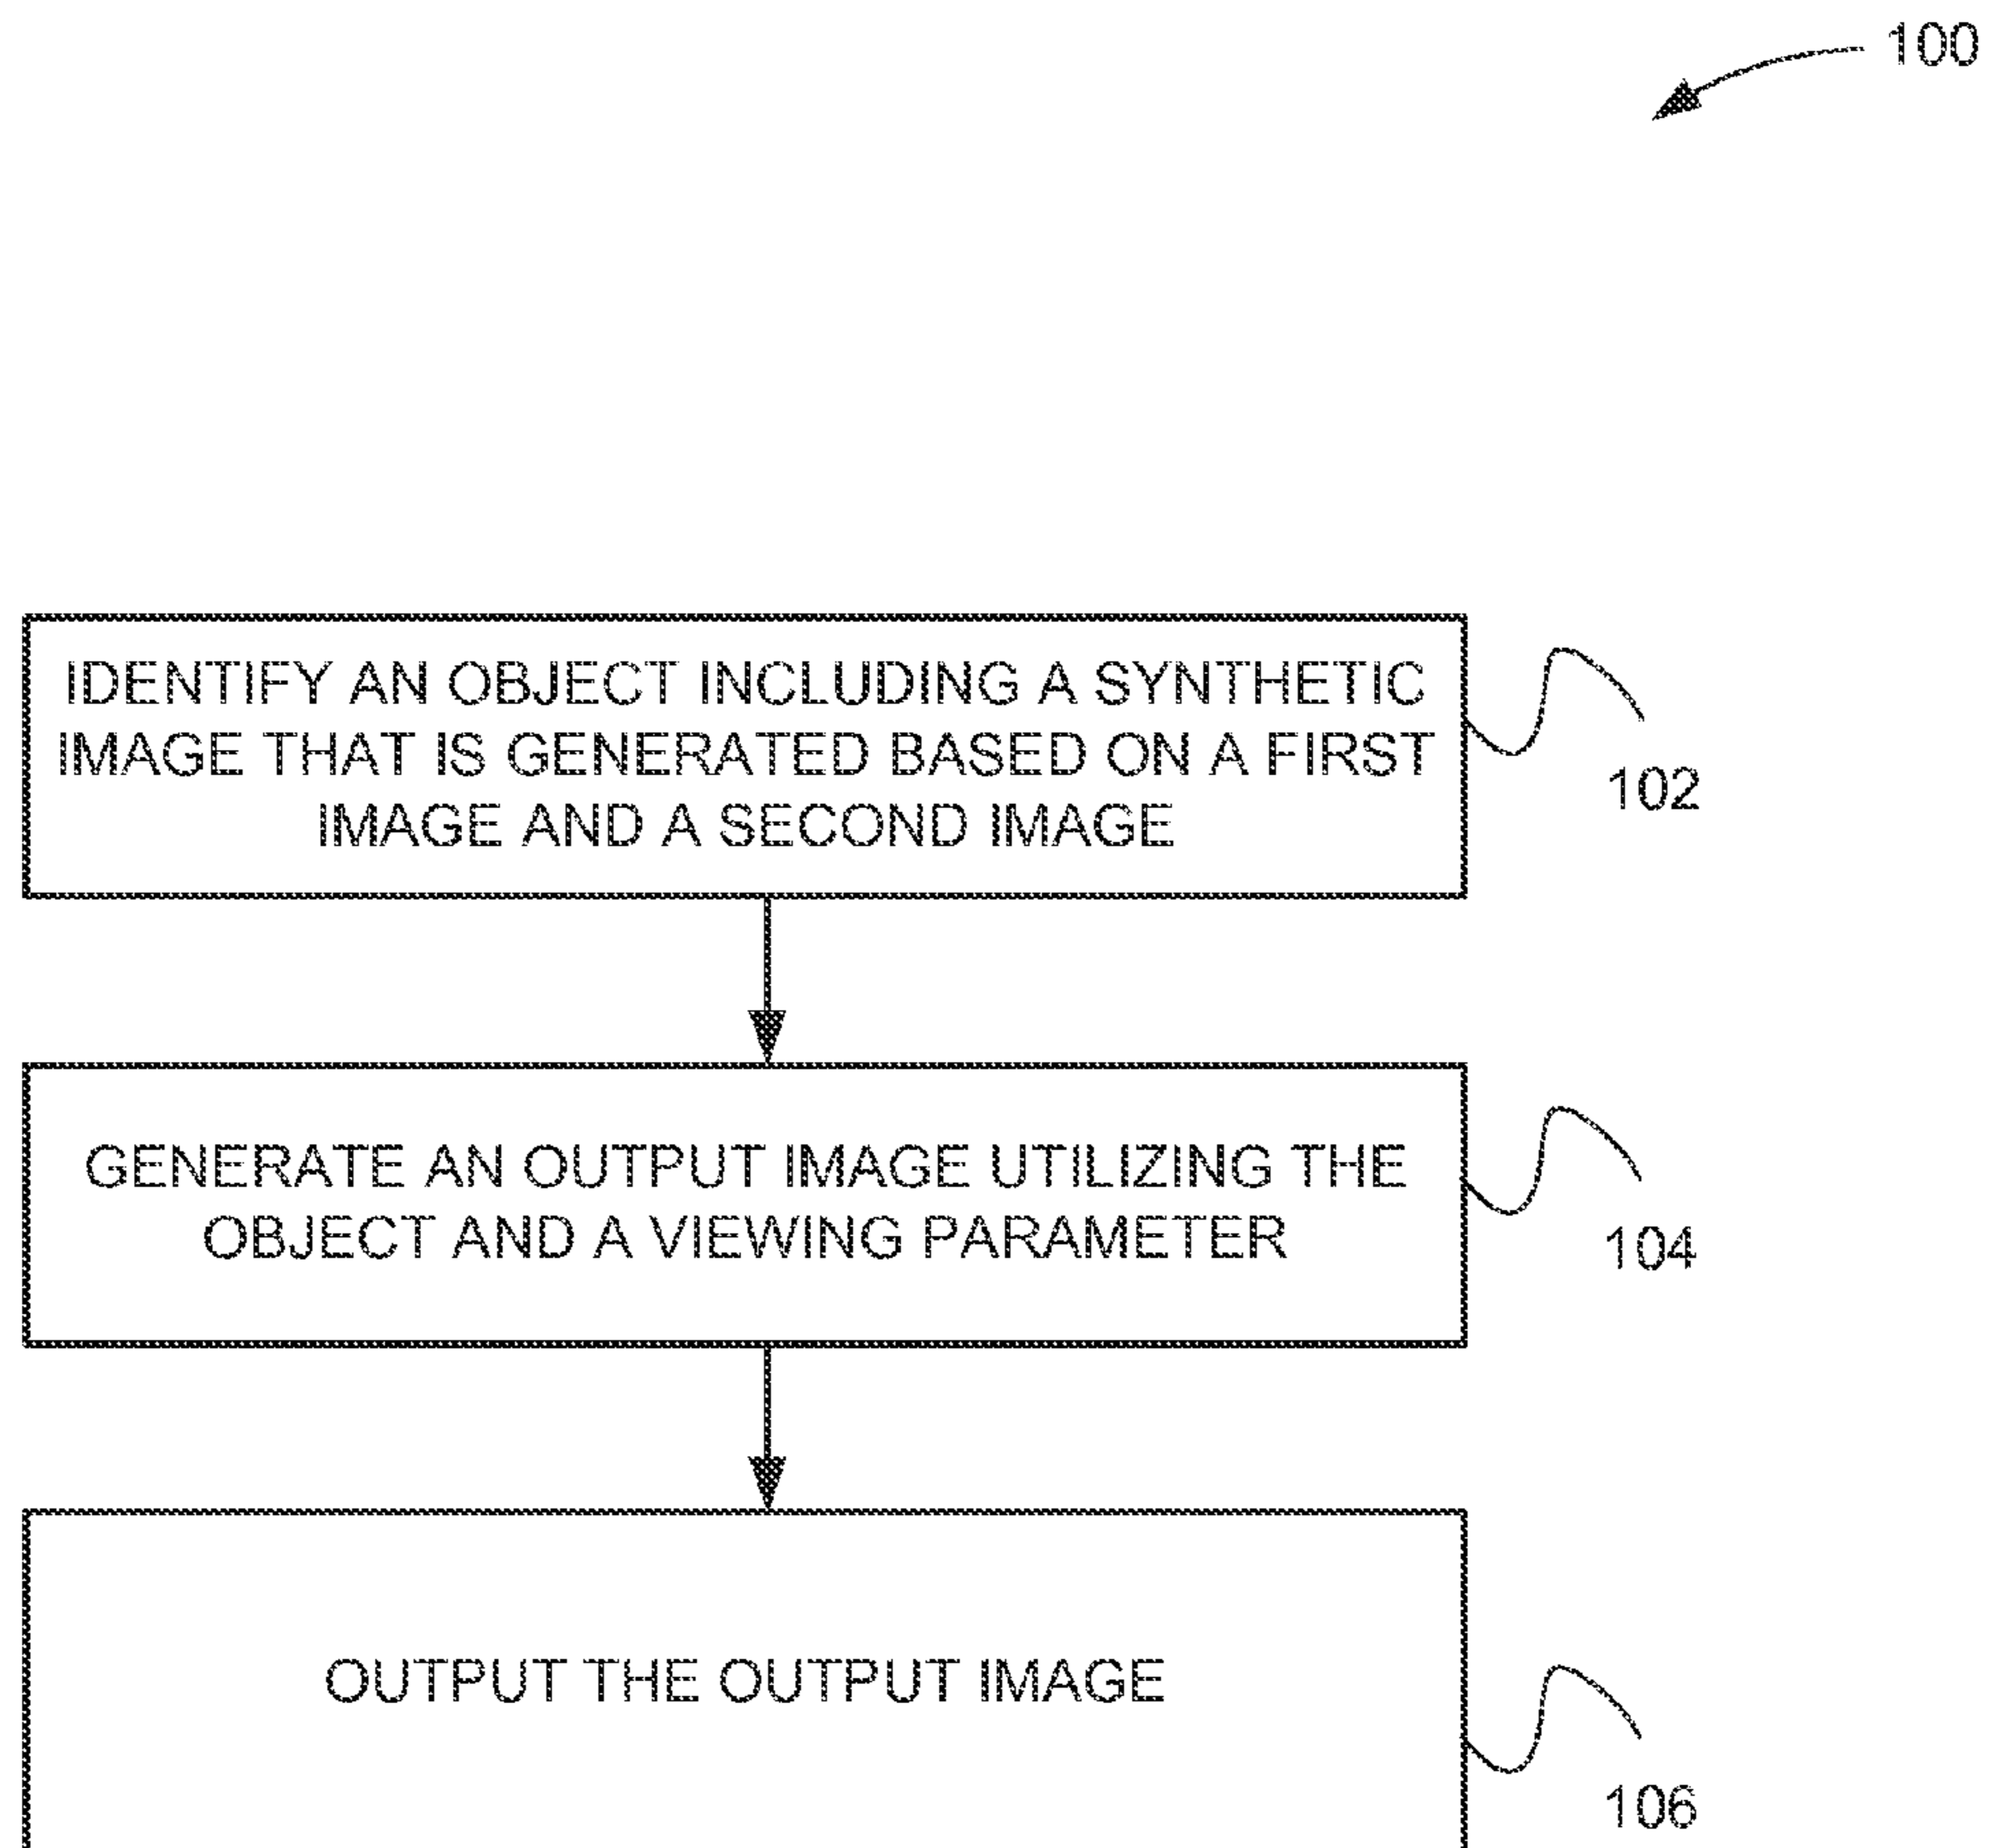 100
IDENTIFY AN OBJECT INCLUDING A SYNTHETIC
IMAGE THAT IS GENERATED BASED ON A FIRST
IMAGE AND A SECOND IMAGE
102
GENERATE AN OUTPUT IMAGE UTILIZING THE
OBJECT AND A VIEWING PARAMETER
104
OUTPUT THE OUTPUT IMAGE
106